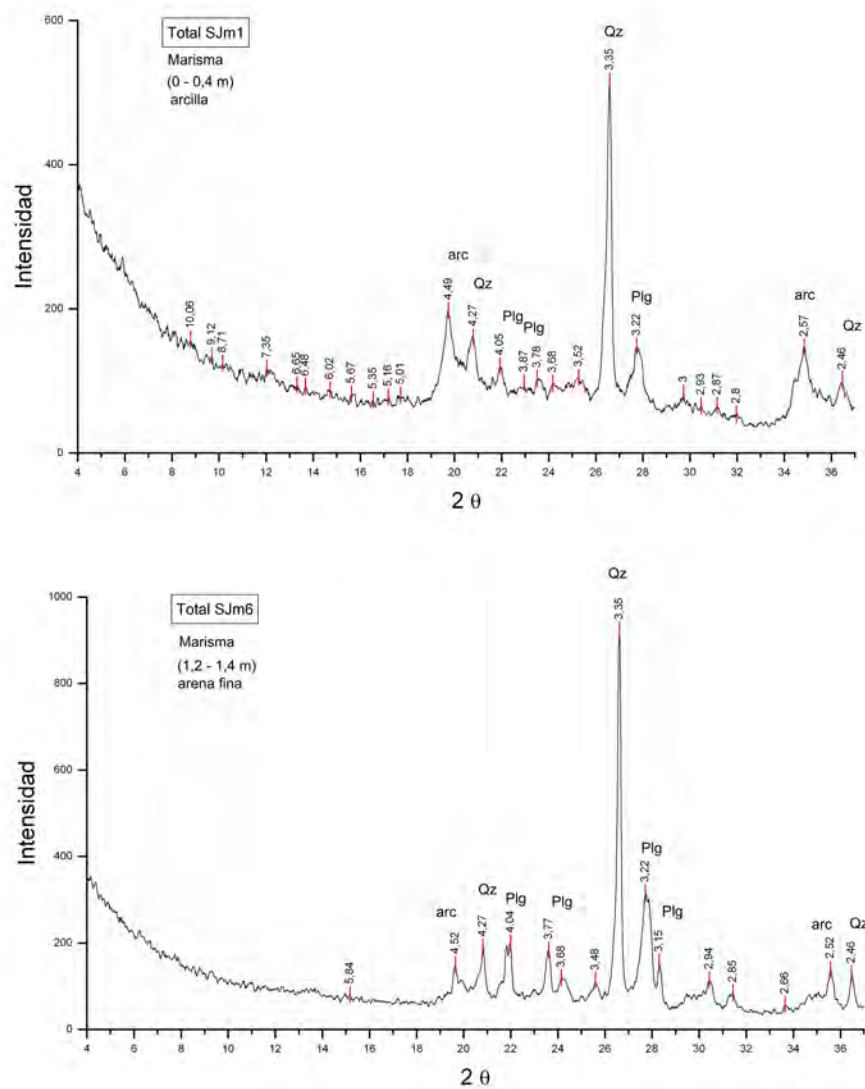 Total SJm1
Marisma
(0 - 0,4 m)
arcilla
Intensidad
600
400
200
0
10,06
9,12
8,71
7,35
6,65
6,48
6,02
5,67
5,35
5,16
5,01
arc
4,49
Qz
4,27
Plg
4,05
Plg
3,87
3,78
3,68
3,52
Qz
3,35
Plg
3,22
3
2,93
2,87
2,8
arc
2,57
Qz
2,46
4 6 8 10 12 14 16 18 20 22 24 26 28 30 32 34 36
2 θ
Total SJm6
Marisma
(1,2 - 1,4 m)
arena fina
Intensidad
1000
800
600
400
200
0
5,84
arc
4,52
Qz
4,27
Plg
4,04
Plg
3,77
3,68
3,48
Qz
3,35
Plg
3,22
Plg
3,15
2,94
2,85
2,66
arc
2,52
Qz
2,46
4 6 8 10 12 14 16 18 20 22 24 26 28 30 32 34 36
2 θ